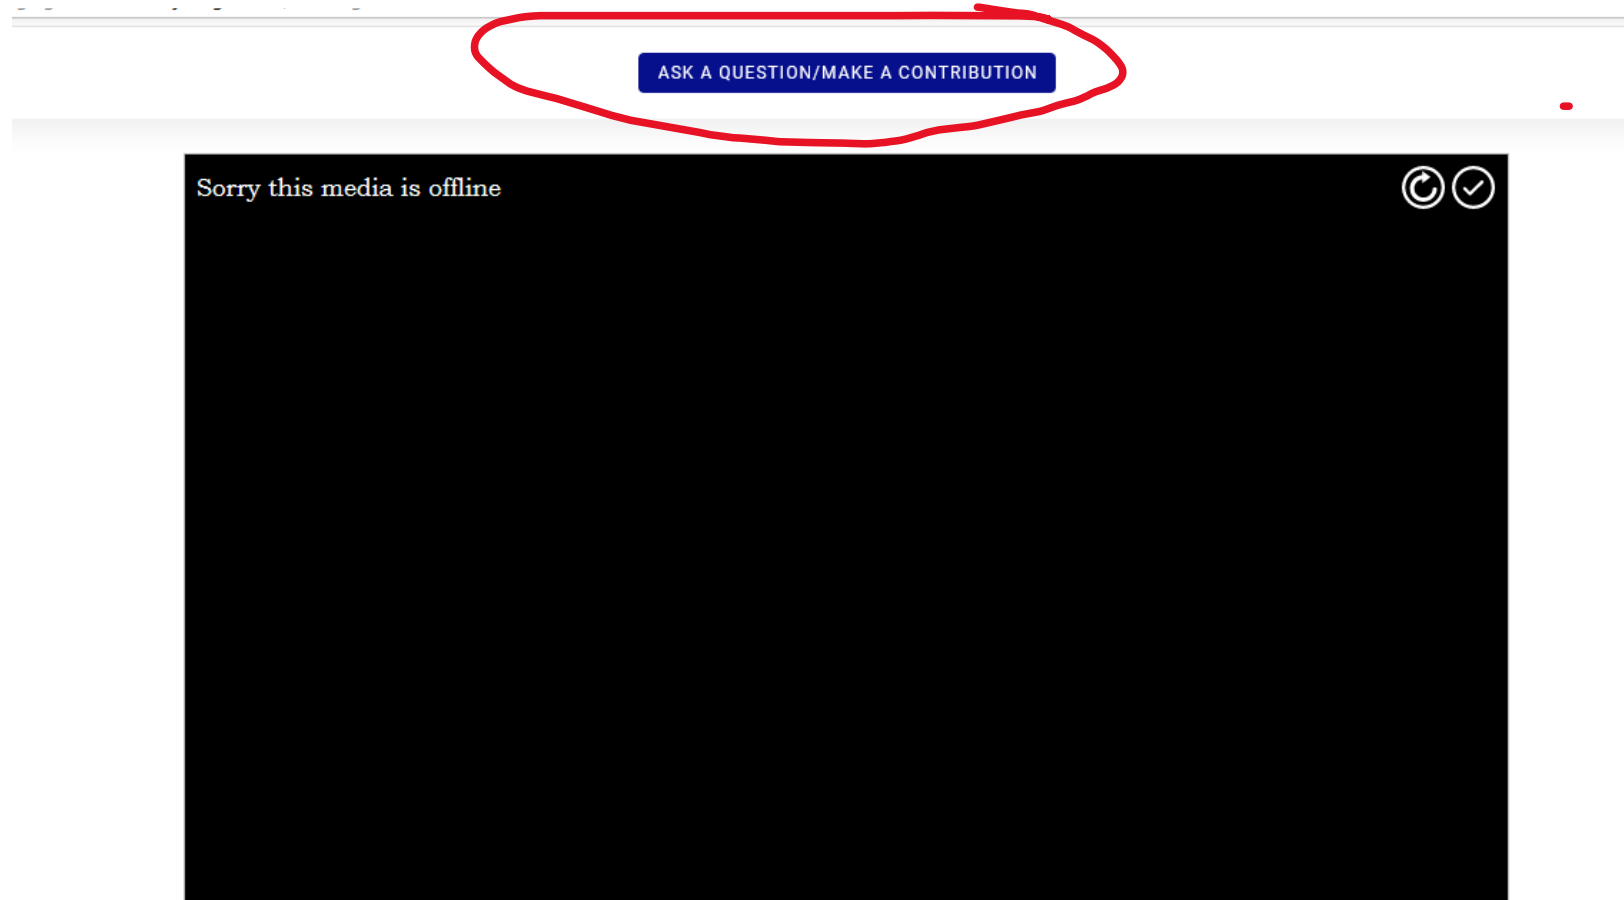 ASK A QUESTION/MAKE A CONTRIBUTION
Sorry this media is offline